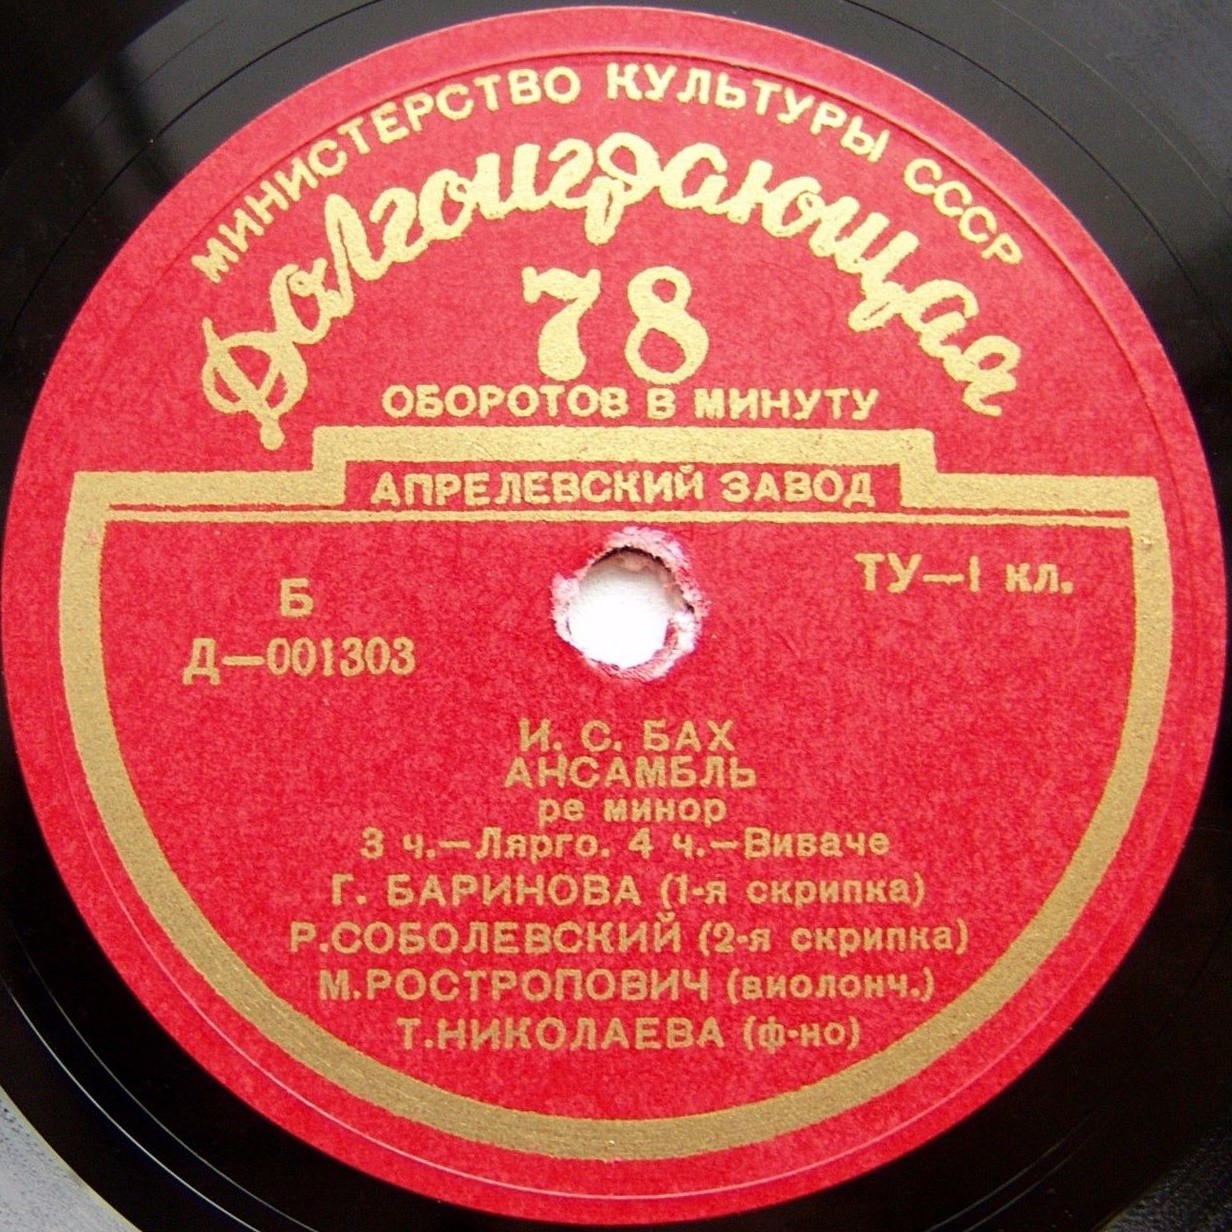 МИНИСТЕРСТВО КУЛЬТУРЫ СССР
Долгоиграющая
78
ОБОРОТОВ В МИНУТУ
АПРЕЛЕВСКИЙ ЗАВОД
ТУ—1 кл.
Б
Д—001303
И. С. БАХ
АНСАМБЛЬ
ре минор
3 ч.—Лярго. 4 ч.—Виваче
Г. БАРИНОВА (1-я скрипка)
Р.СОБОЛЕВСКИЙ (2-я скрипка)
М.РОСТРОПОВИЧ (виолонч.)
Т.НИКОЛАЕВА (ф-но)